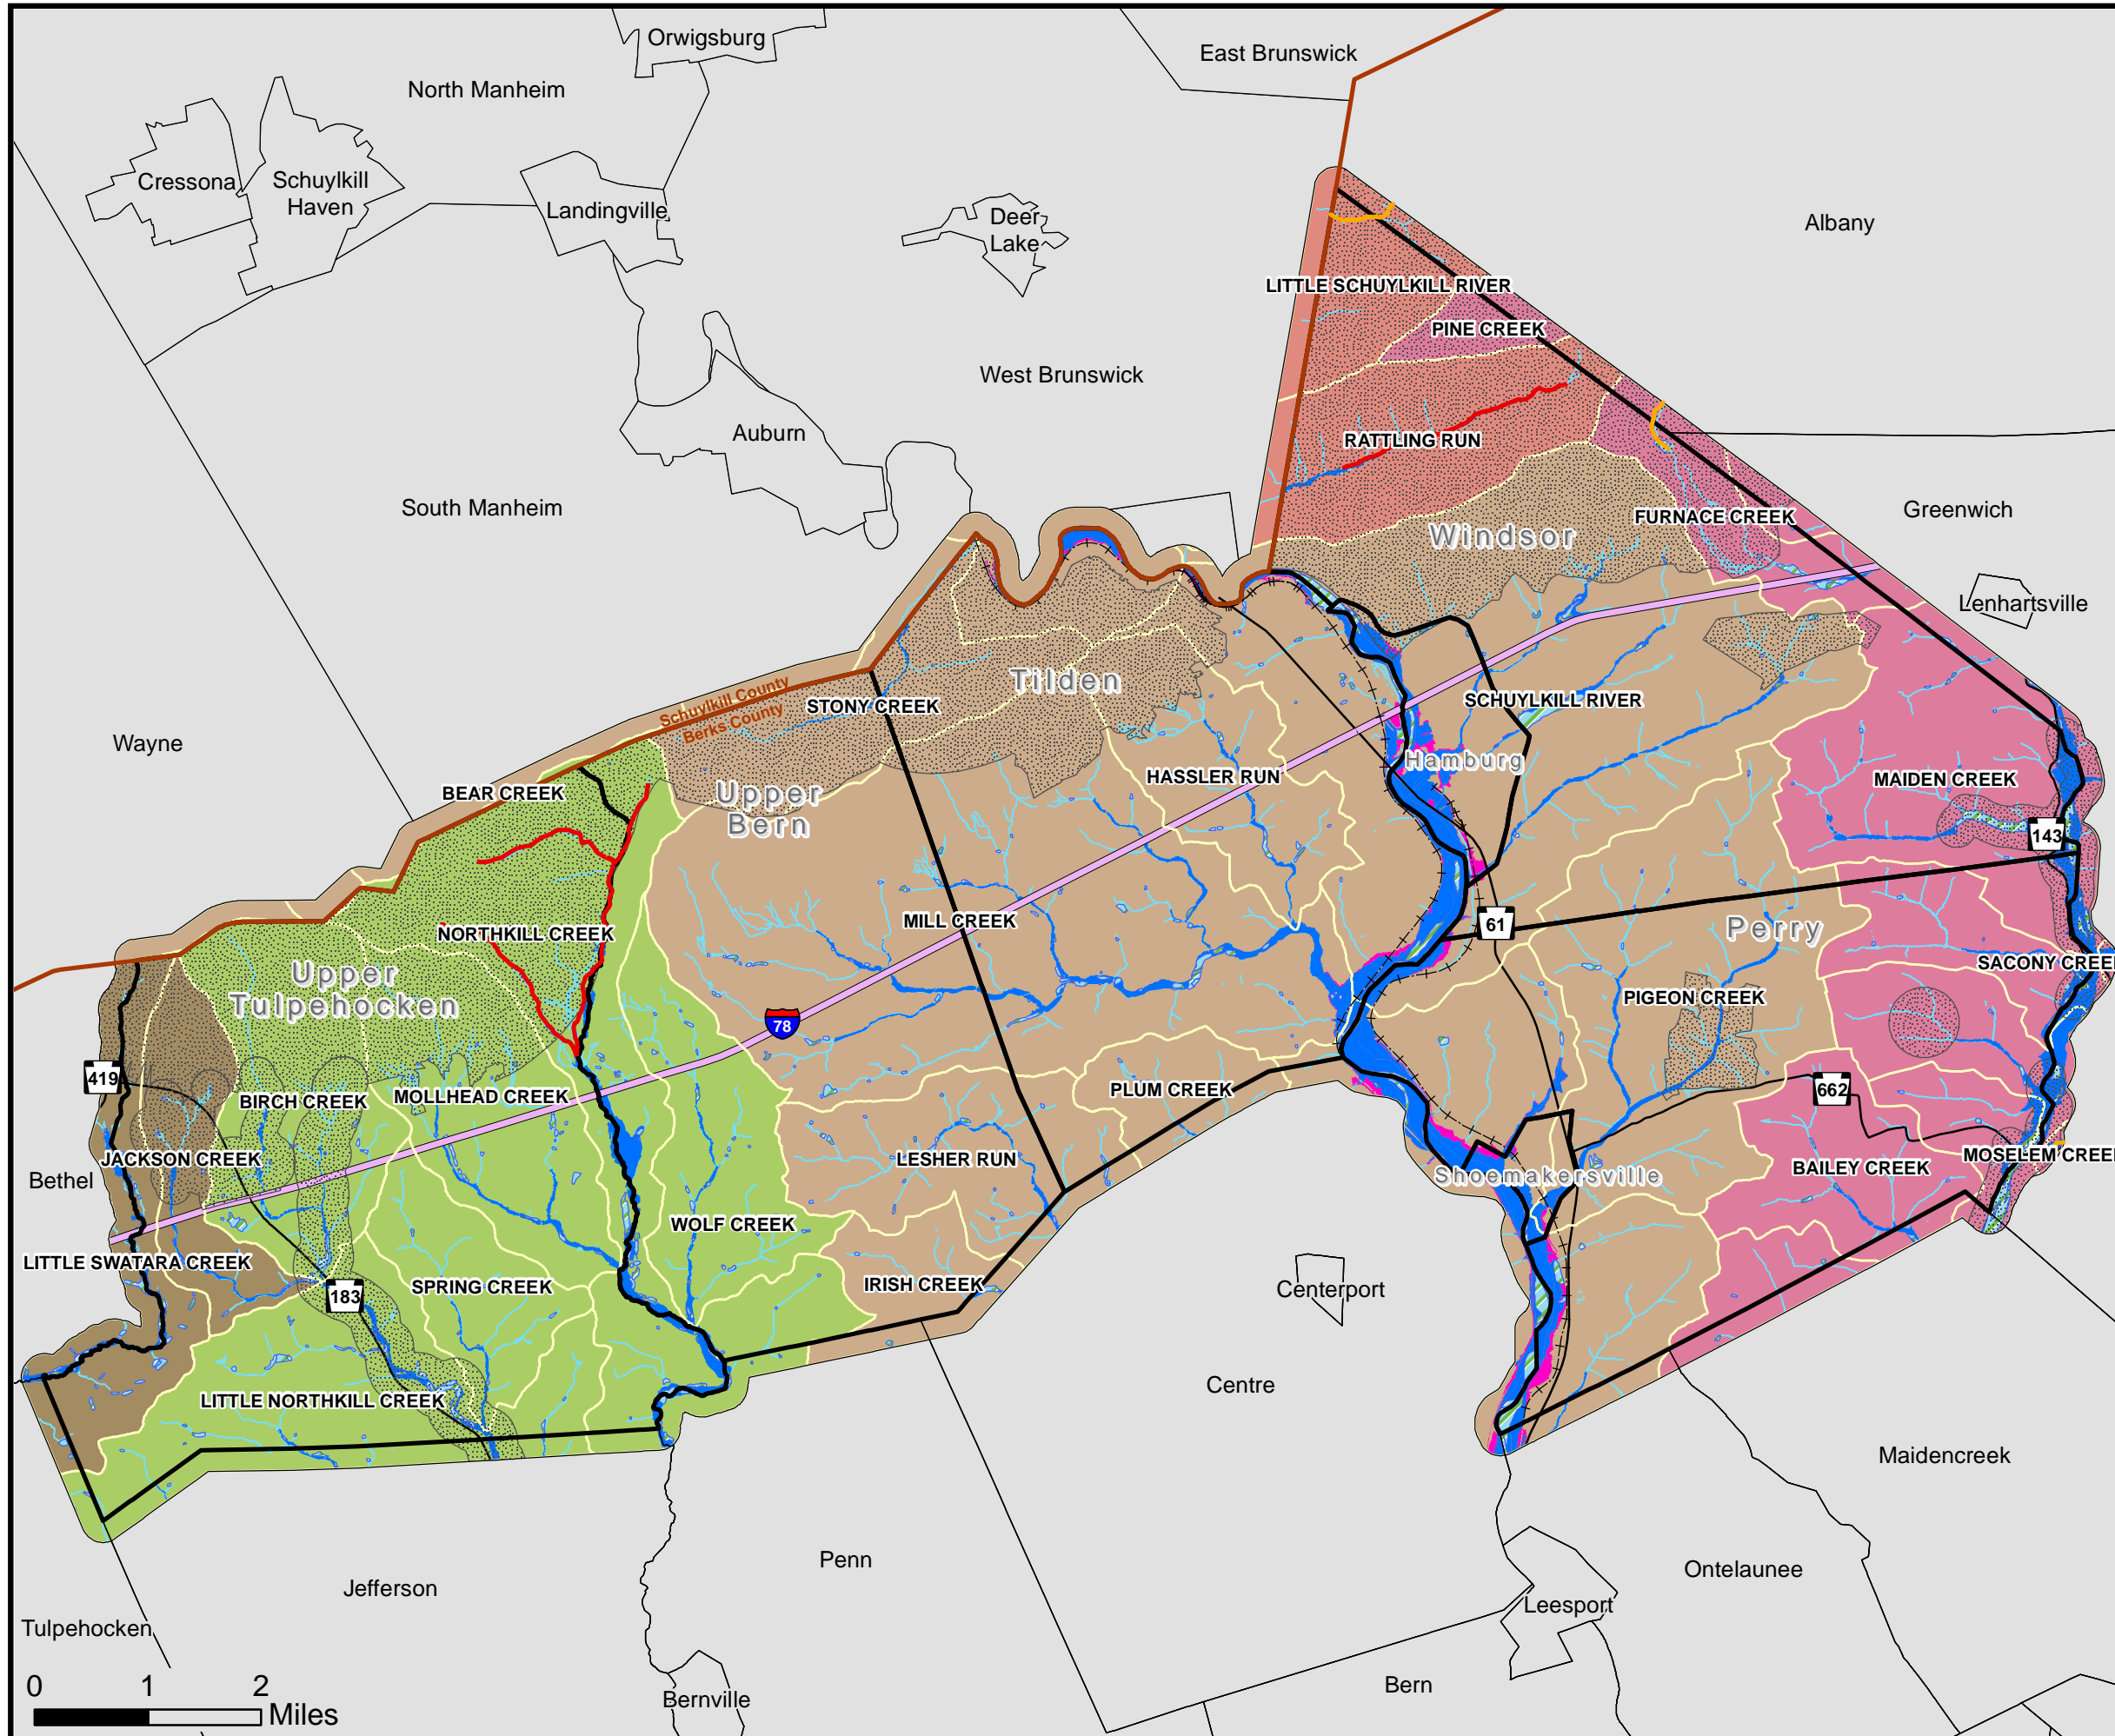 Orwigsburg
East Brunswick
North Manheim
Cressona
Schuylkill
Haven
Landingville
Deer
Lake
Albany
LITTLE SCHUYLKILL RIVER
PINE CREEK
West Brunswick
Auburn
RATTLING RUN
South Manheim
Greenwich
FURNACE CREEK
Windsor
Lenhartsville
Tilden
Schuylkill County
Berks County
STONY CREEK
SCHUYLKILL RIVER
Wayne
Hamburg
HASSLER RUN
MAIDEN CREEK
BEAR CREEK
Upper
Bern
143
MILL CREEK
61
Perry
NORTHKILL CREEK
SACONY CREEK
Upper
Tulpehocken
PIGEON CREEK
78
419
PLUM CREEK
662
MOLLHEAD CREEK
BIRCH CREEK
JACKSON CREEK
LESHER RUN
MOSELEM CREEK
BAILEY CREEK
Bethel
Shoemakersville
WOLF CREEK
LITTLE SWATARA CREEK
SPRING CREEK
IRISH CREEK
Centerport
183
Centre
LITTLE NORTHKILL CREEK
Maidencreek
Penn
Ontelaunee
Jefferson
Leesport
Tulpehocken
Bern
Bernville
0 1 2
Miles